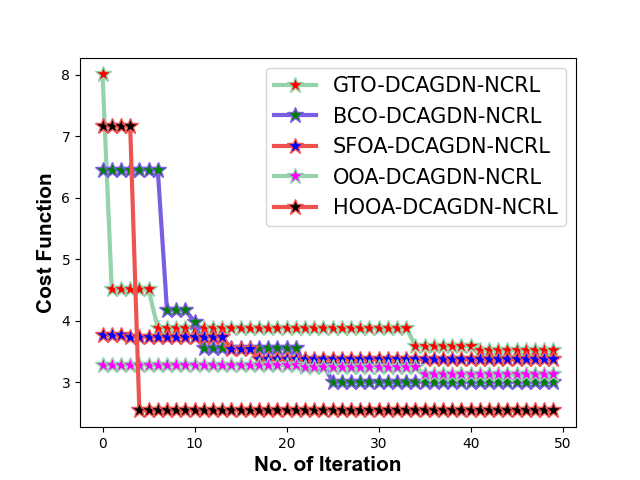 GTO-DCAGDN-NCRL
BCO-DCAGDN-NCRL
SFOA-DCAGDN-NCRL
OOA-DCAGDN-NCRL
HOOA-DCAGDN-NCRL
8
7
6
5
4
3
Cost Function
0 10 20 30 40 50
No. of Iteration